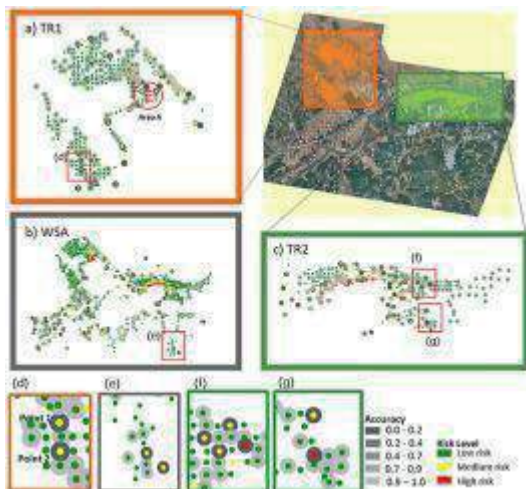 a) TR1
Area A
b) WSA
c) TR2
(f)
(e)
(g)
(d)
(e)
(f)
(g)
Point 1
Point
Accuracy
0.0 - 0.2
0.2 - 0.4
0.4 - 0.7
0.7 - 0.9
0.9 - 1.0
Risk Level
Low risk
Medium risk
High risk